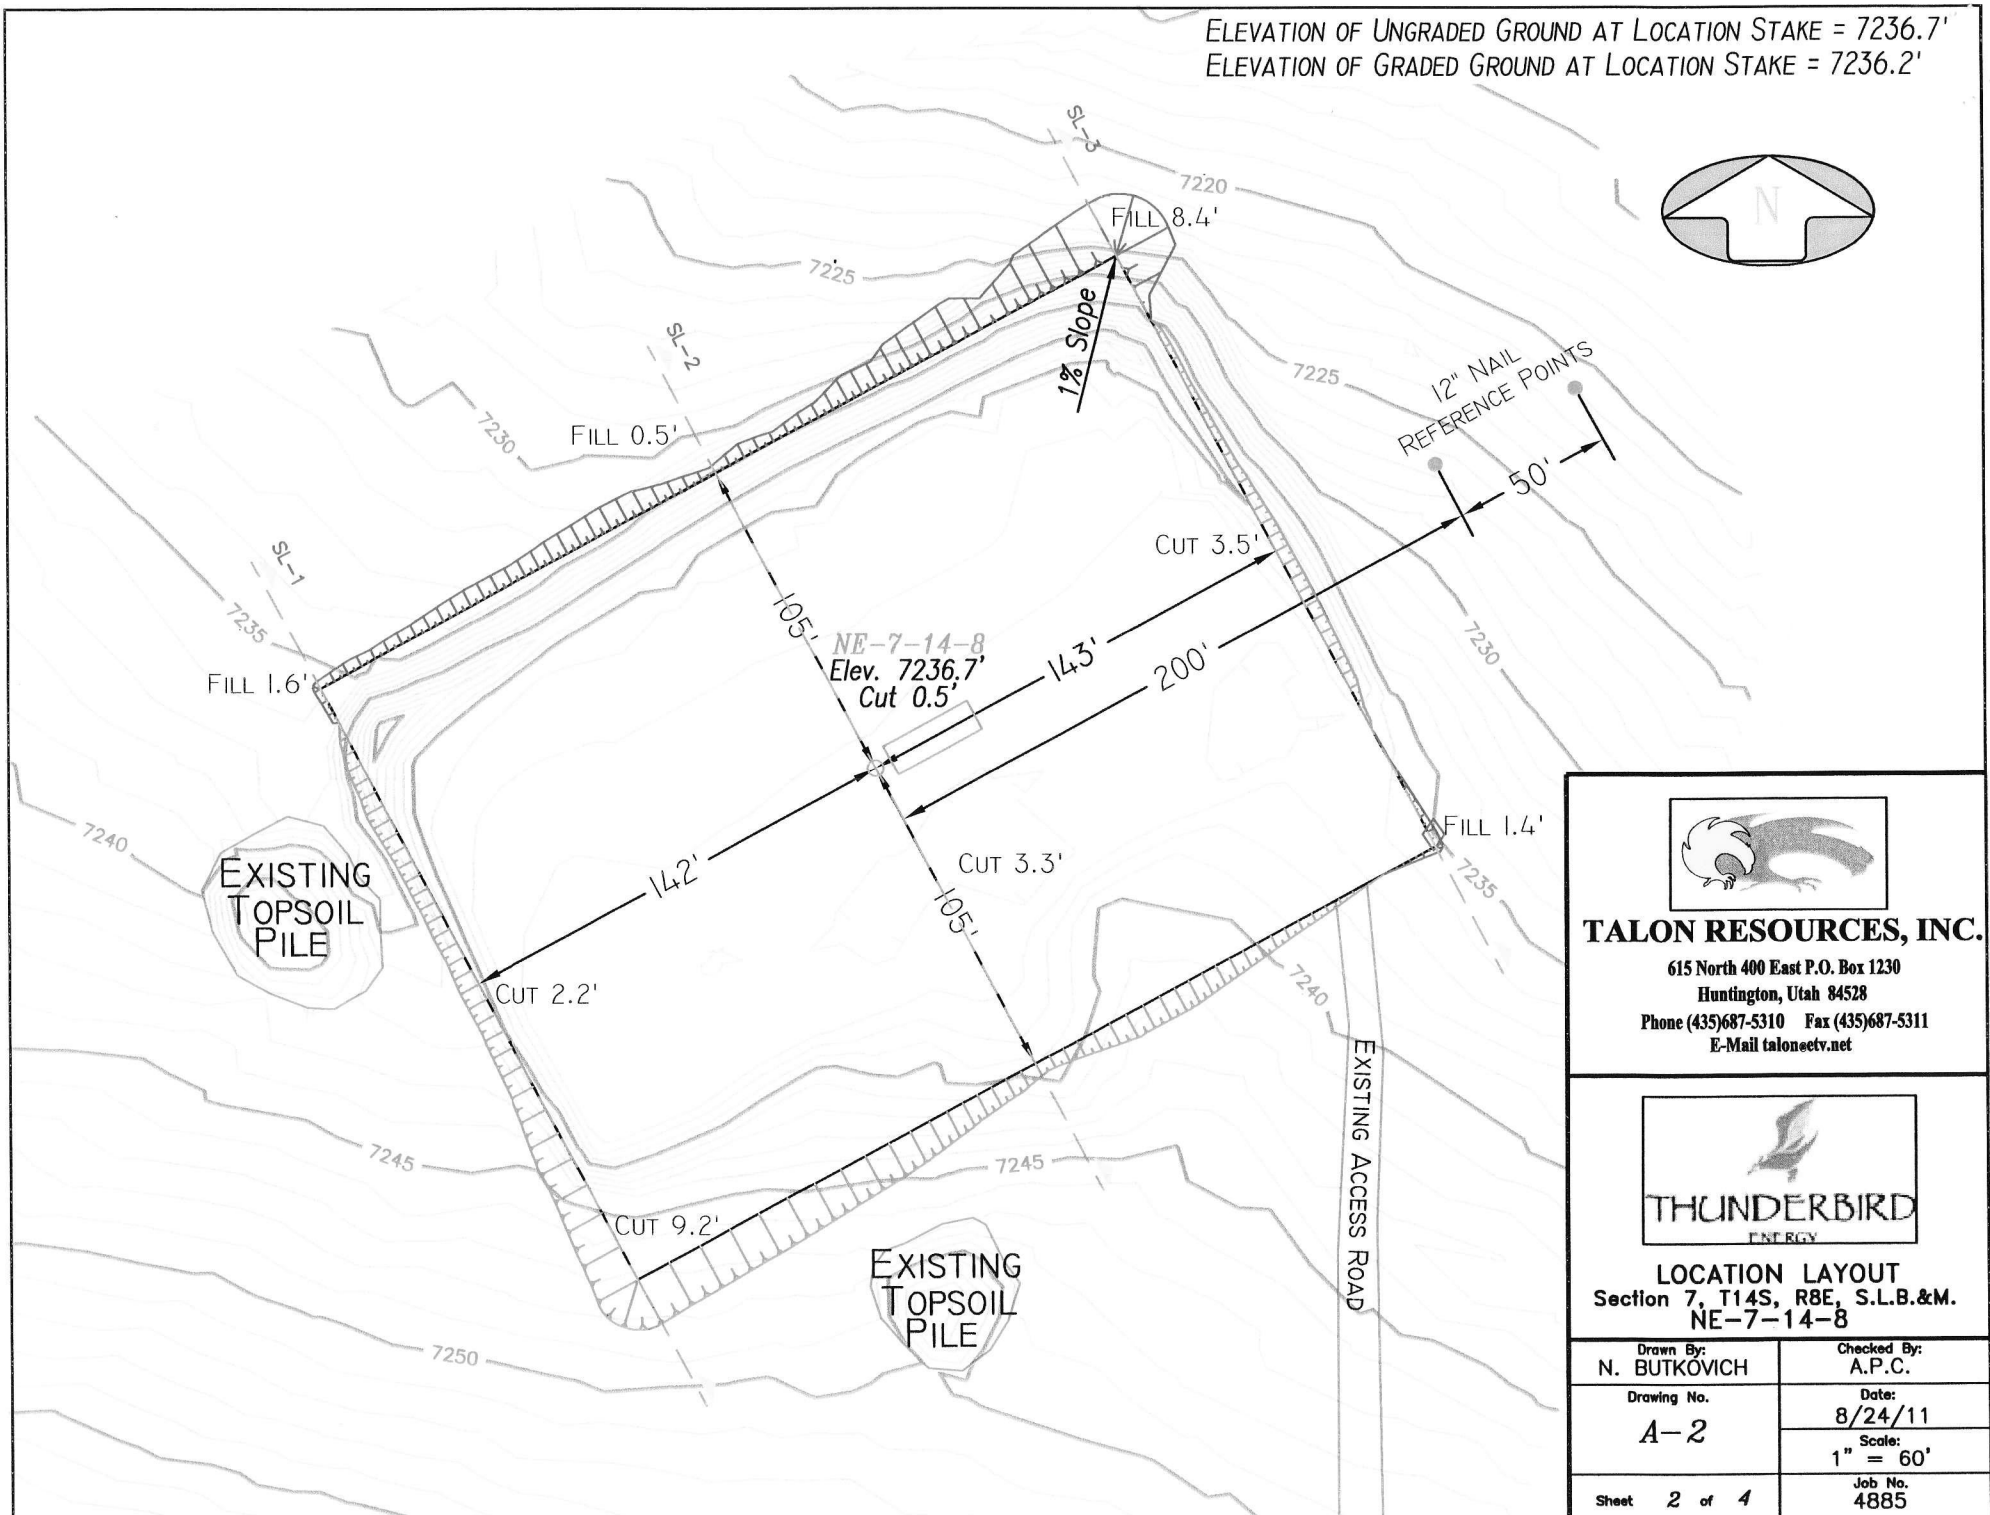 ELEVATION OF UNGRADED GROUND AT LOCATION STAKE = 7236.7'
ELEVATION OF GRADED GROUND AT LOCATION STAKE = 7236.2'
SL-3
7220
N
FILL 8.4'
7225
1% Slope
SL-2
7225
12" NAIL
REFERENCE POINTS
7230
FILL 0.5'
50'
SL-1
CUT 3.5'
7235
105'
NE-7-14-8
Elev. 7236.7'
Cut 0.5'
143'
200'
7230
FILL 1.6'
7240
EXISTING
TOPSOIL
PILE
142'
CUT 3.3'
105'
FILL 1.4'
7235
CUT 2.2'
7240
EXISTING ACCESS ROAD
7245
7245
CUT 9.2'
EXISTING
TOPSOIL
PILE
7250
TALON RESOURCES, INC.
615 North 400 East P.O. Box 1230
Huntington, Utah 84528
Phone (435)687-5310 Fax (435)687-5311
E-Mail talon@etv.net
THUNDERBIRD
ENERGY
LOCATION LAYOUT
Section 7, T14S, R8E, S.L.B.&M.
NE-7-14-8
Drawn By:
N. BUTKOVICH
Checked By:
A.P.C.
Drawing No.
A-2
Date:
8/24/11
Scale:
1" = 60'
Sheet 2 of 4
Job No.
4885